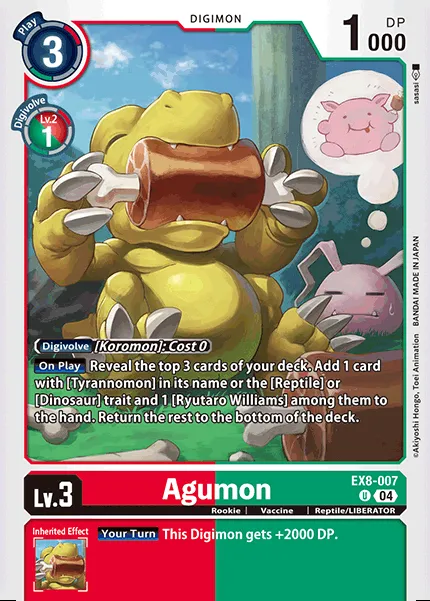 DIGIMON
Play
3
DP
1000
Digivolve
Lv.2
1
sasasi
©Akiyoshi Hongo, Toei Animation BANDAI MADE IN JAPAN
Digivolve [Koromon]: Cost 0
On Play Reveal the top 3 cards of your deck. Add 1 card
with [Tyrannomon] in its name or the [Reptile] or
[Dinosaur] trait and 1 [Ryutaro Williams] among them to
the hand. Return the rest to the bottom of the deck.
Lv.3
Agumon
EX8-007
U 04
Rookie | Vaccine | Reptile/LIBERATOR
Inherited Effect
Your Turn This Digimon gets +2000 DP.